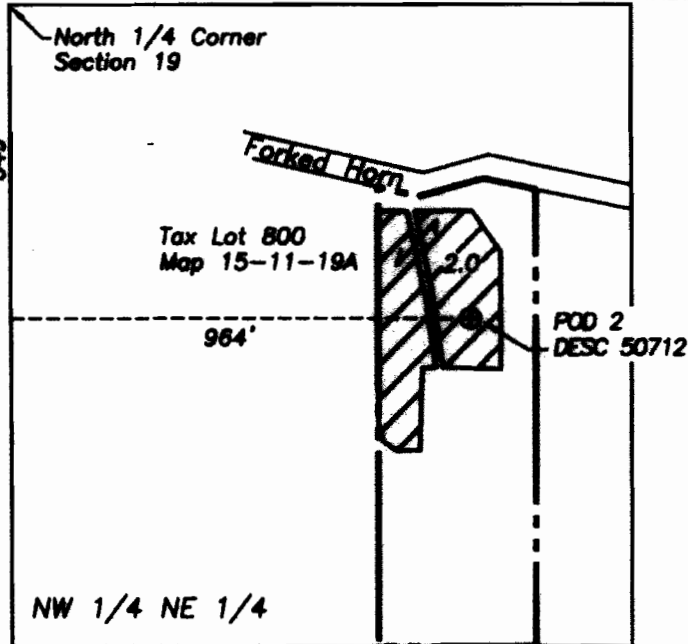 North 1/4 Corner
Section 19
Forked Horn
Tax Lot 800
Map 15-11-19A
2.0
964'
POD 2
DESC 50712
NW 1/4 NE 1/4